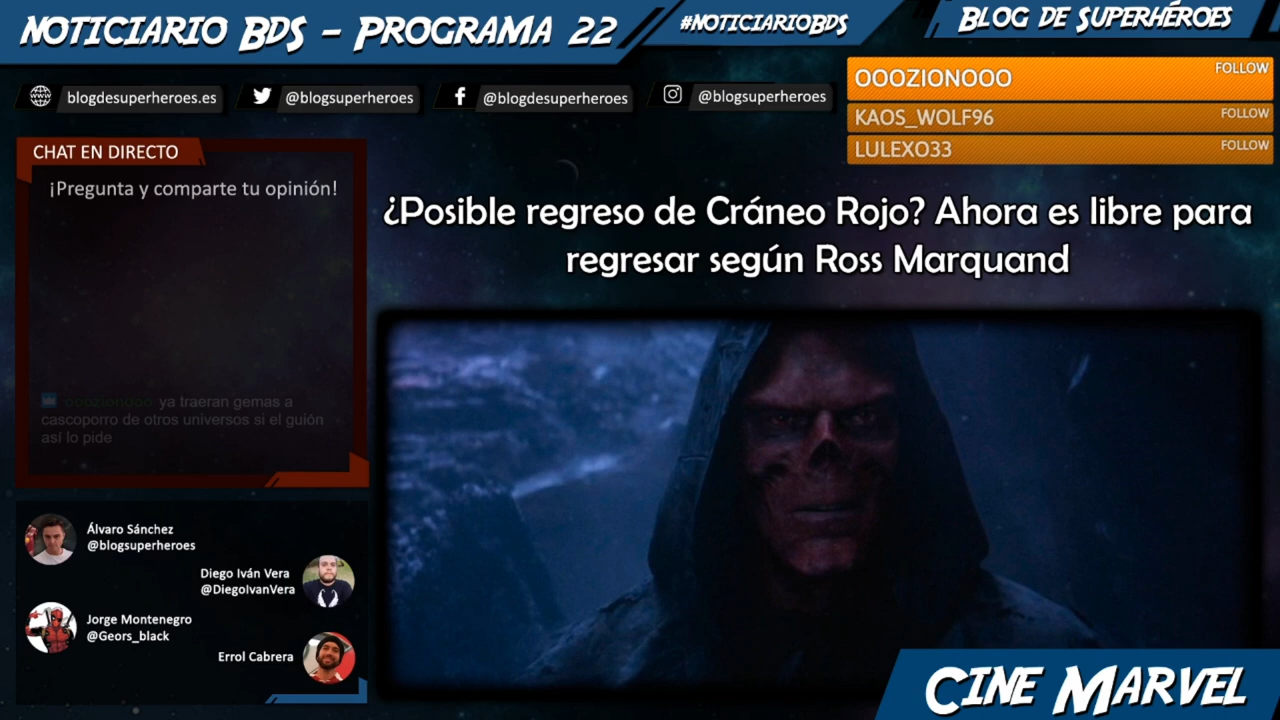 NOTICIARIO BDS - PROGRAMA 22
#NOTICIARIOBDS
BLOG DE SUPERHÉROES
blogdesuperheroes.es
@blogsuperheroes
@blogdesuperheroes
@blogsuperheroes
OOOZIONOOO FOLLOW
KAOS_WOLF96 FOLLOW
LULEXO33 FOLLOW
CHAT EN DIRECTO
¡Pregunta y comparte tu opinión!
¿Posible regreso de Cráneo Rojo? Ahora es libre para
regresar según Ross Marquand
ooozionooo ya traeran gemas a
cascoporro de otros universos si el guión
así lo pide
Álvaro Sánchez
@blogsuperheroes
Diego Iván Vera
@DiegoIvanVera
Jorge Montenegro
@Geors_black
Errol Cabrera
CINE MARVEL